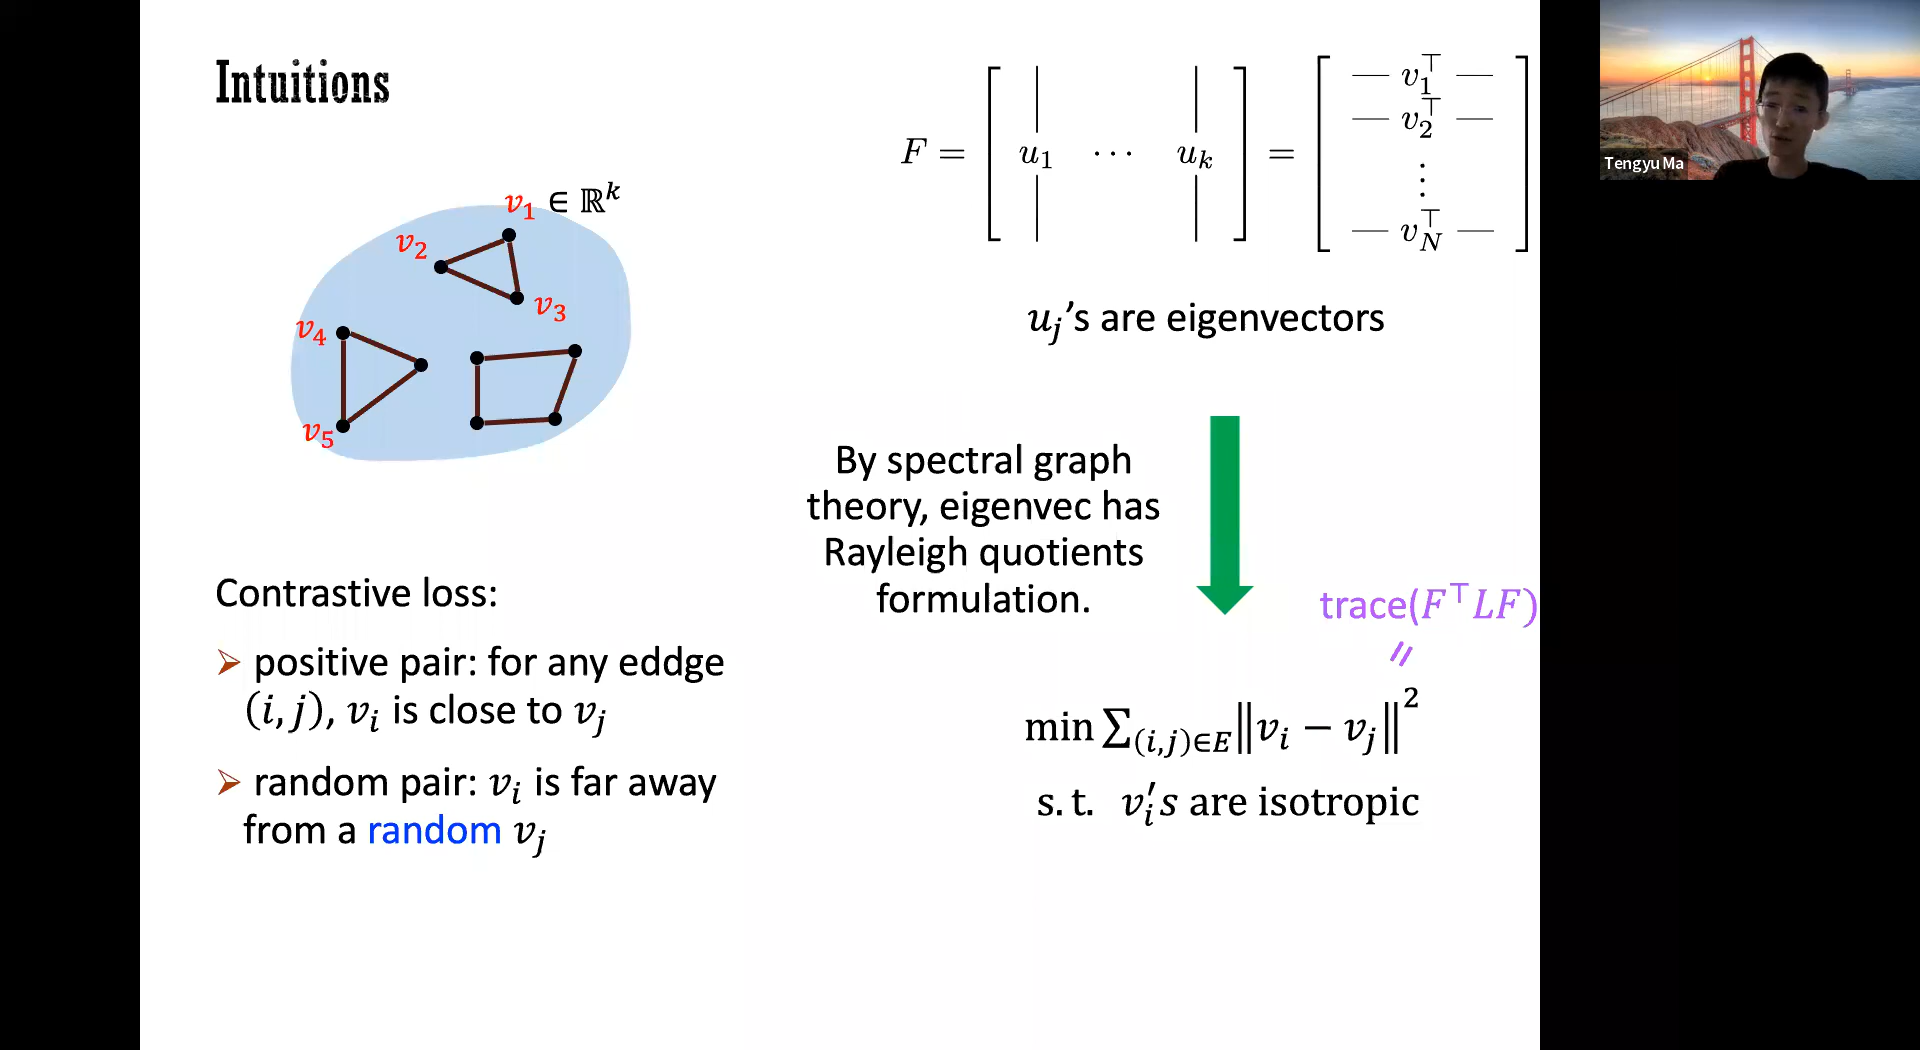 Intuitions
v₁ ∈ ℝᵏ
v₂
v₃
v₄
v₅
Contrastive loss:
➢ positive pair: for any eddge
(i, j), vᵢ is close to vⱼ
➢ random pair: vᵢ is far away
from a random vⱼ
F = [ u₁ ⋯ uₖ ] = [ — v₁⊤ —
— v₂⊤ —
⋮
— v_N⊤ — ]
uⱼ’s are eigenvectors
By spectral graph
theory, eigenvec has
Rayleigh quotients
formulation.
trace(F⊤LF)
=
min ∑₍ᵢ,ⱼ₎∈E ‖vᵢ − vⱼ‖²
s. t. vᵢ′s are isotropic
Tengyu Ma